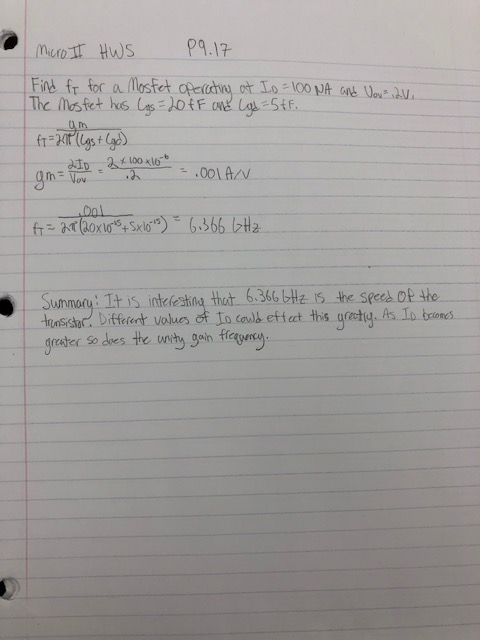 Micro II HW5 P9.17
Find fT for a Mosfet operating at ID = 100 µA and Vov = .2V.
The Mosfet has Cgs = 20fF and Cgd = 5fF.
fT = gm / 2π(Cgs + Cgd)
gm = 2ID / Vov = 2 x 100 x 10^-6 / .2 = .001 A/V
fT = .001 / 2π(20x10^-15 + 5x10^-15) = 6.366 GHz
Summary: It is interesting that 6.366 GHz is the speed of the
transistor. Different values of ID could effect this greatly. As ID becomes
greater so does the unity gain frequency.